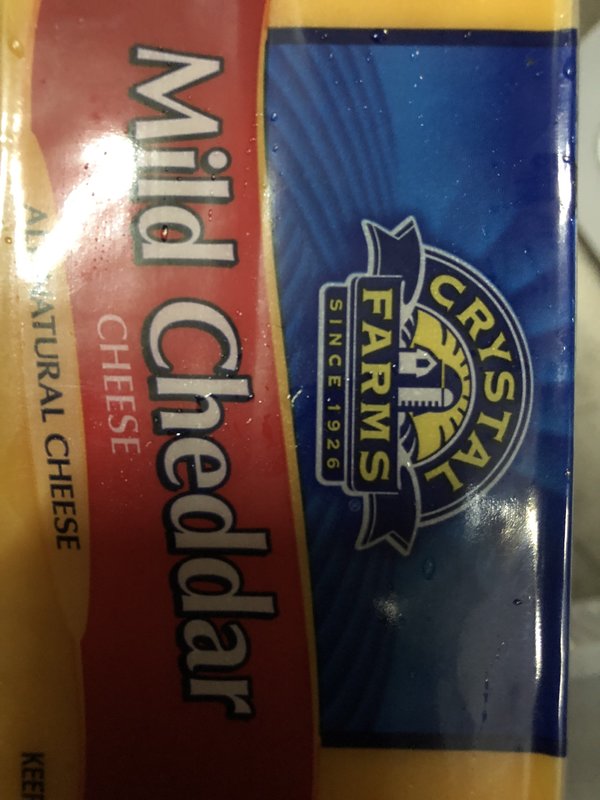 CRYSTAL
FARMS
SINCE 1926
Mild Cheddar
CHEESE
NATURAL CHEESE